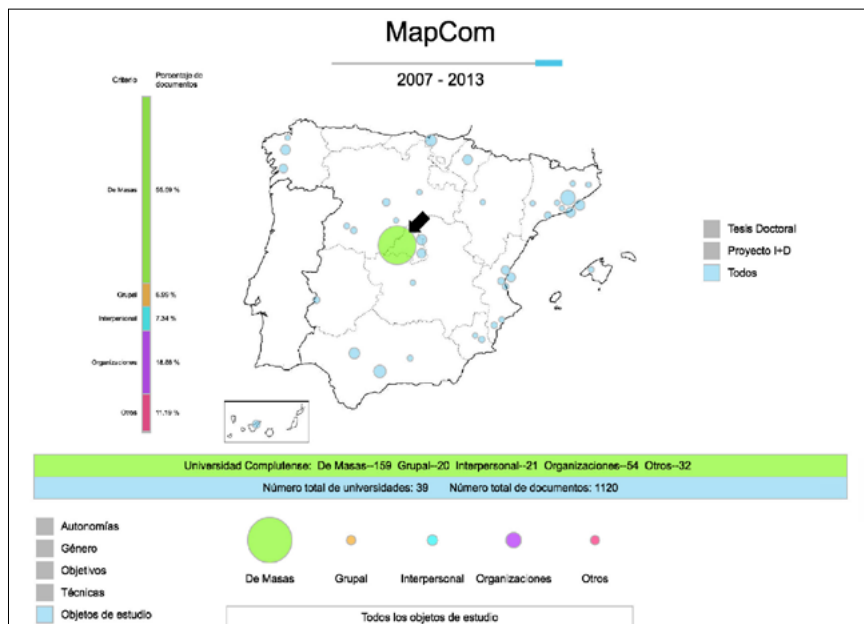 MapCom
2007 - 2013
Criterio
Porcentaje de
documentos
De Masas 55.59 %
Grupal 6.99 %
Interpersonal 7.34 %
Organizaciones 18.88 %
Otros 11.19 %
Tesis Doctoral
Proyecto I+D
Todos
Universidad Complutense: De Masas--159 Grupal--20 Interpersonal--21 Organizaciones--54 Otros--32
Número total de universidades: 39 Número total de documentos: 1120
Autonomías
Género
Objetivos
Técnicas
Objetos de estudio
De Masas Grupal Interpersonal Organizaciones Otros
Todos los objetos de estudio